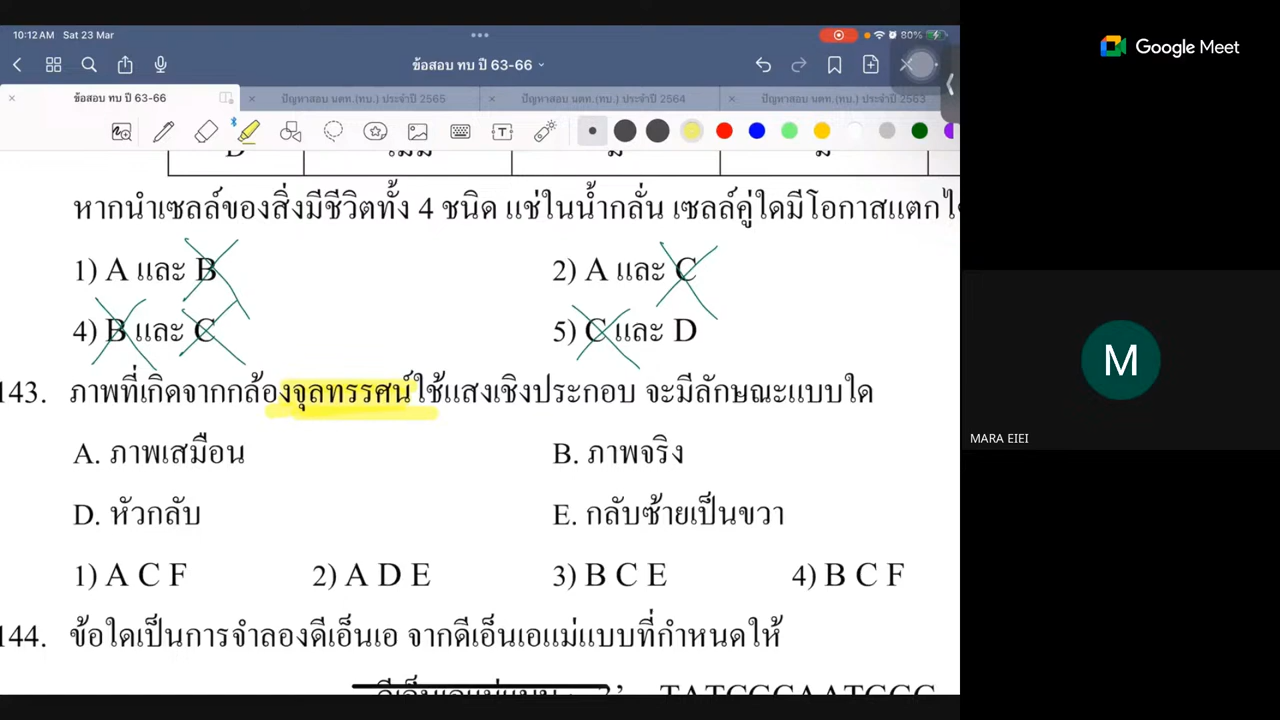 10:12 AM Sat 23 Mar
80%
Google Meet
ข้อสอบ ทบ ปี 63-66
ข้อสอบ ทบ ปี 63-66 ปัญหาสอบ นตท.(ทบ.) ประจำปี 2565 ปัญหาสอบ นตท.(ทบ.) ประจำปี 2564 ปัญหาสอบ นตท.(ทบ.) ประจำปี 2563
D ไม่มี มี มี
หากนำเซลล์ของสิ่งมีชีวิตทั้ง 4 ชนิด แช่ในน้ำกลั่น เซลล์คู่ใดมีโอกาสแตกไ
1) A และ B 2) A และ C
4) B และ C 5) C และ D
143. ภาพที่เกิดจากกล้องจุลทรรศน์ใช้แสงเชิงประกอบ จะมีลักษณะแบบใด
A. ภาพเสมือน B. ภาพจริง
D. หัวกลับ E. กลับซ้ายเป็นขวา
1) A C F 2) A D E 3) B C E 4) B C F
144. ข้อใดเป็นการจำลองดีเอ็นเอ จากดีเอ็นเอแม่แบบที่กำหนดให้
M
MARA EIEI